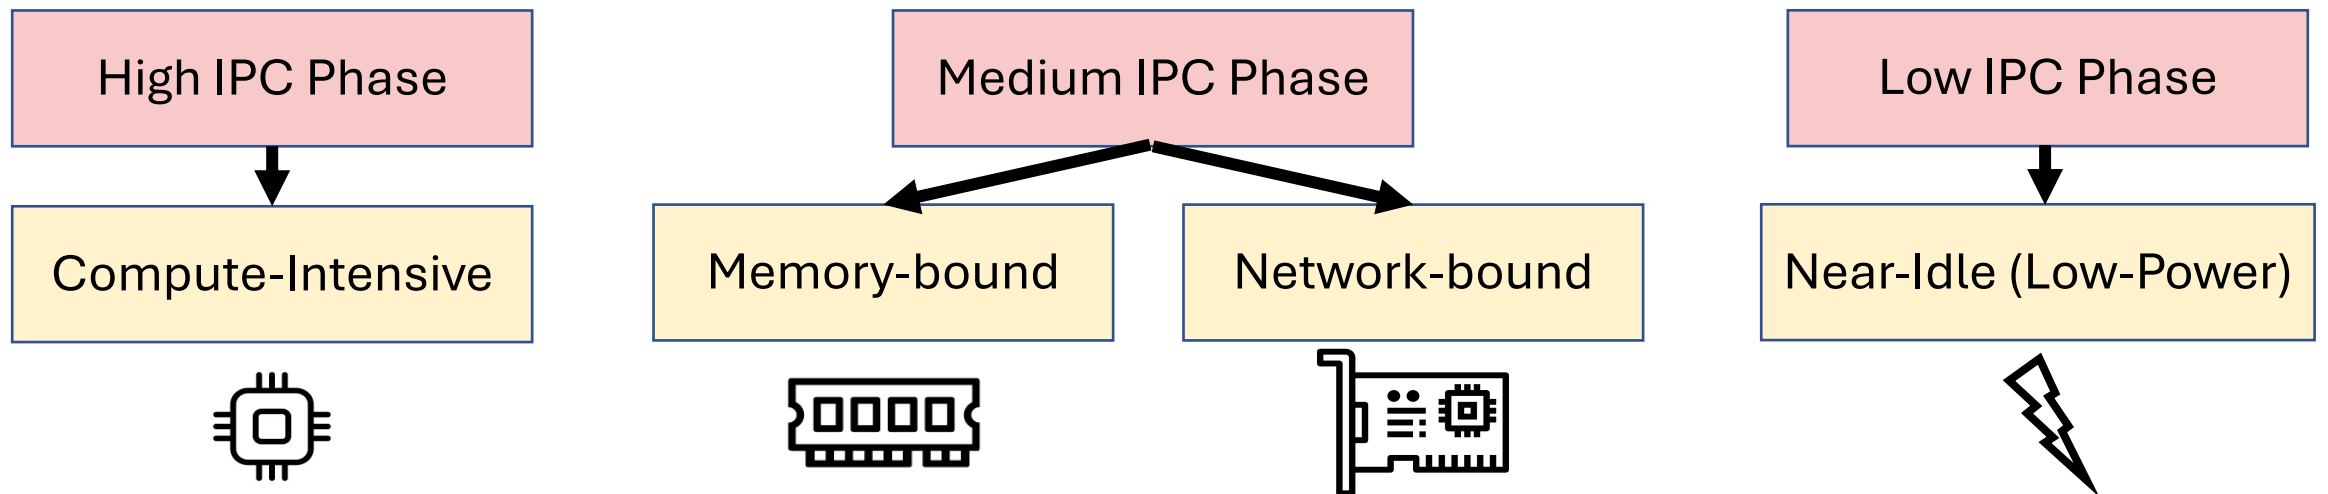 High IPC Phase
Medium IPC Phase
Low IPC Phase
Compute-Intensive
Memory-bound
Network-bound
Near-Idle (Low-Power)